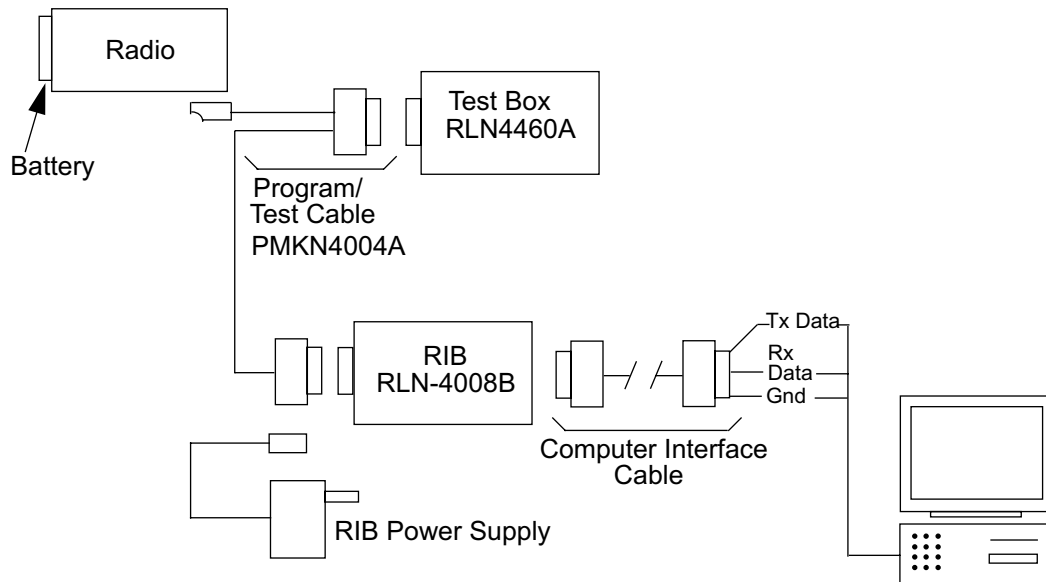 Radio
Battery
Test Box
RLN4460A
Program/
Test Cable
PMKN4004A
RIB
RLN-4008B
Tx Data
Rx
Data
Gnd
Computer Interface
Cable
RIB Power Supply